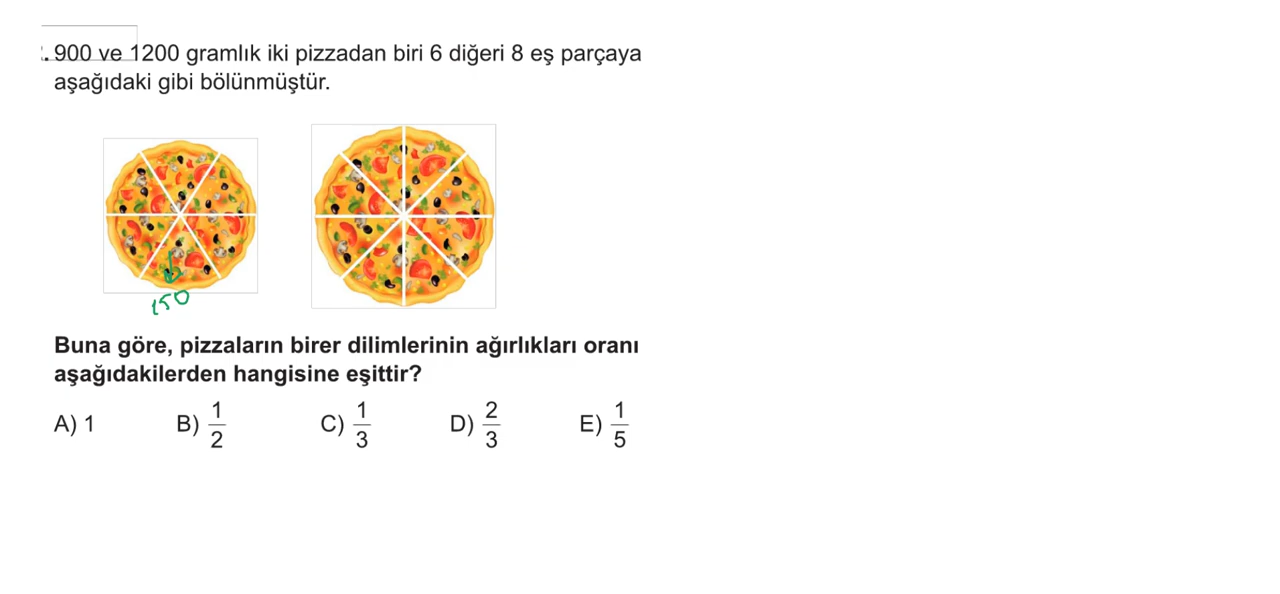 . 900 ve 1200 gramlık iki pizzadan biri 6 diğeri 8 eş parçaya
aşağıdaki gibi bölünmüştür.
150
Buna göre, pizzaların birer dilimlerinin ağırlıkları oranı
aşağıdakilerden hangisine eşittir?
A) 1 B) 1/2 C) 1/3 D) 2/3 E) 1/5